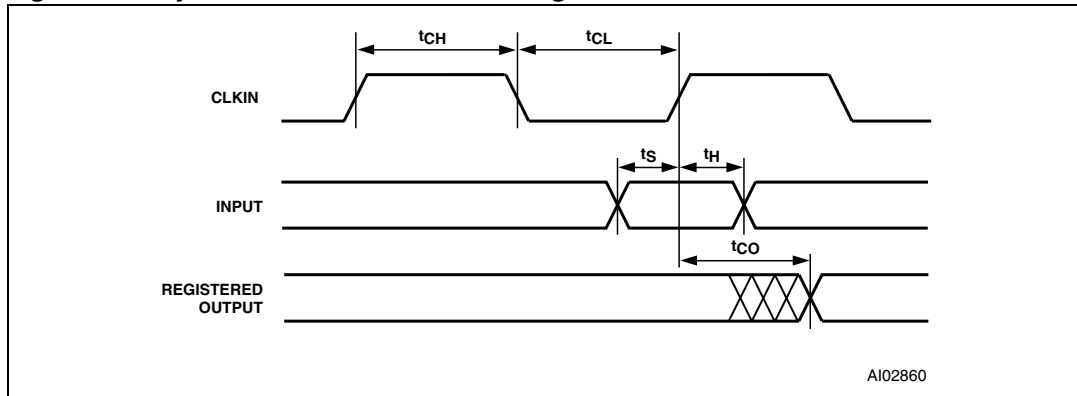 tCH
tCL
CLKIN
tS
tH
INPUT
tCO
REGISTERED
OUTPUT
AI02860